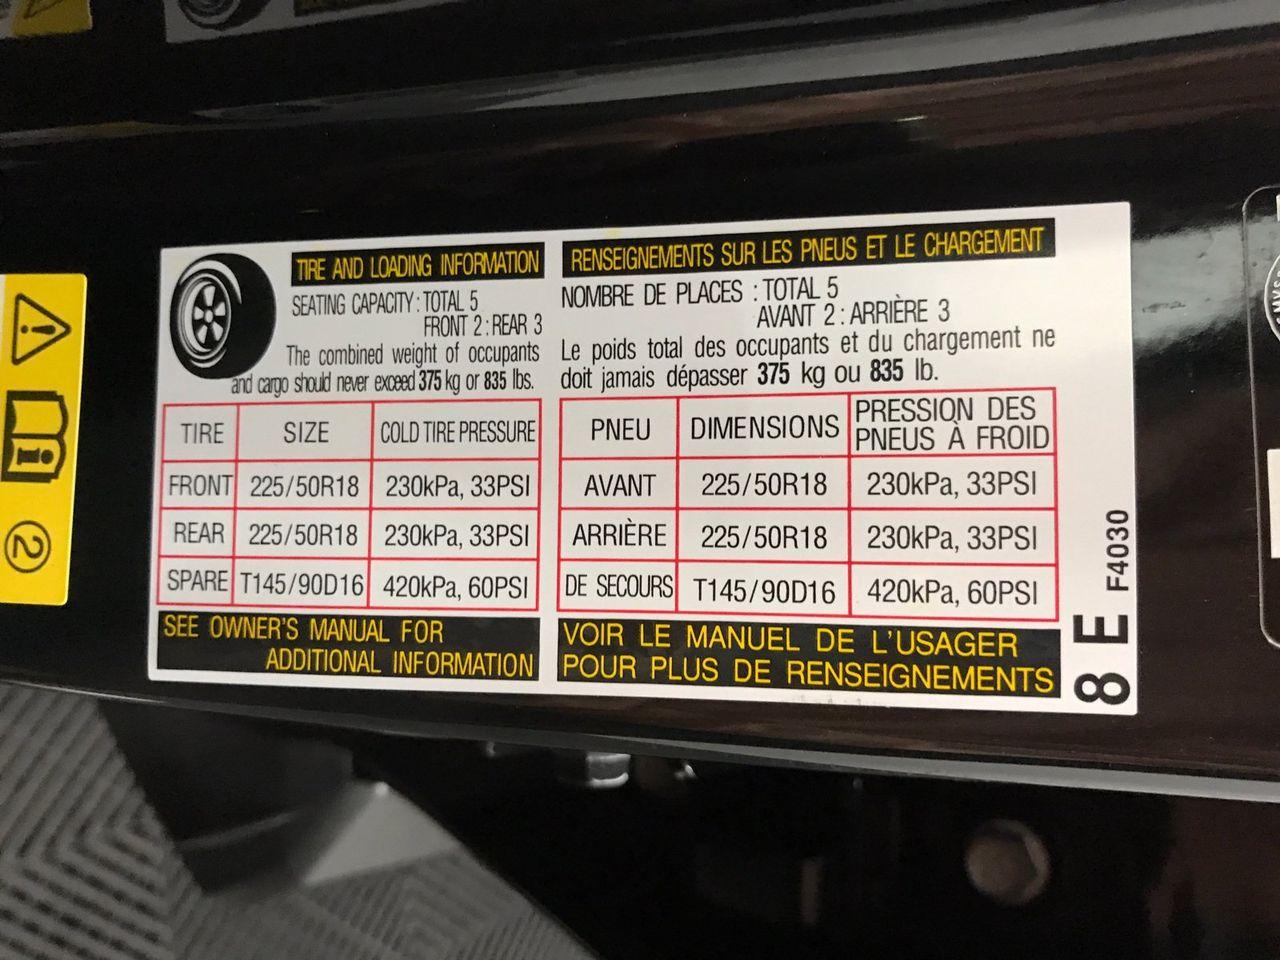 TIRE AND LOADING INFORMATION
SEATING CAPACITY : TOTAL 5
FRONT 2 : REAR 3
The combined weight of occupants
and cargo should never exceed 375 kg or 835 lbs.
TIRE SIZE COLD TIRE PRESSURE
FRONT 225/50R18 230kPa, 33PSI
REAR 225/50R18 230kPa, 33PSI
SPARE T145/90D16 420kPa, 60PSI
SEE OWNER'S MANUAL FOR
ADDITIONAL INFORMATION
RENSEIGNEMENTS SUR LES PNEUS ET LE CHARGEMENT
NOMBRE DE PLACES : TOTAL 5
AVANT 2 : ARRIÈRE 3
Le poids total des occupants et du chargement ne
doit jamais dépasser 375 kg ou 835 lb.
PNEU DIMENSIONS PRESSION DES
PNEUS À FROID
AVANT 225/50R18 230kPa, 33PSI
ARRIÈRE 225/50R18 230kPa, 33PSI
DE SECOURS T145/90D16 420kPa, 60PSI
VOIR LE MANUEL DE L'USAGER
POUR PLUS DE RENSEIGNEMENTS
8 E F4030
2